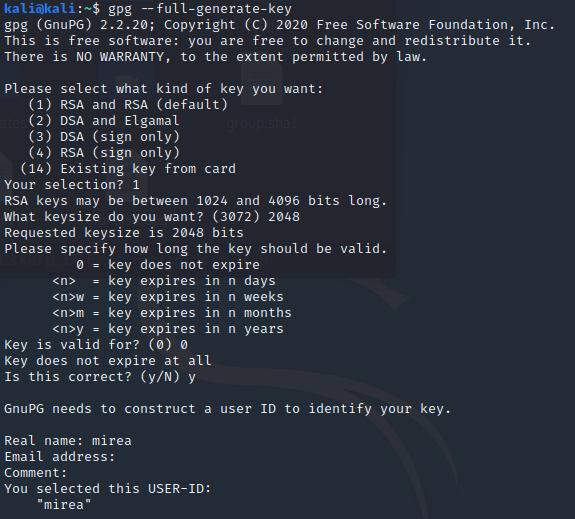 kali@kali:~$ gpg --full-generate-key
gpg (GnuPG) 2.2.20; Copyright (C) 2020 Free Software Foundation, Inc.
This is free software: you are free to change and redistribute it.
There is NO WARRANTY, to the extent permitted by law.

Please select what kind of key you want:
   (1) RSA and RSA (default)
   (2) DSA and Elgamal
   (3) DSA (sign only)
   (4) RSA (sign only)
  (14) Existing key from card
Your selection? 1
RSA keys may be between 1024 and 4096 bits long.
What keysize do you want? (3072) 2048
Requested keysize is 2048 bits
Please specify how long the key should be valid.
         0 = key does not expire
      <n>  = key expires in n days
      <n>w = key expires in n weeks
      <n>m = key expires in n months
      <n>y = key expires in n years
Key is valid for? (0) 0
Key does not expire at all
Is this correct? (y/N) y

GnuPG needs to construct a user ID to identify your key.

Real name: mirea
Email address:
Comment:
You selected this USER-ID:
    "mirea"
group.sha1